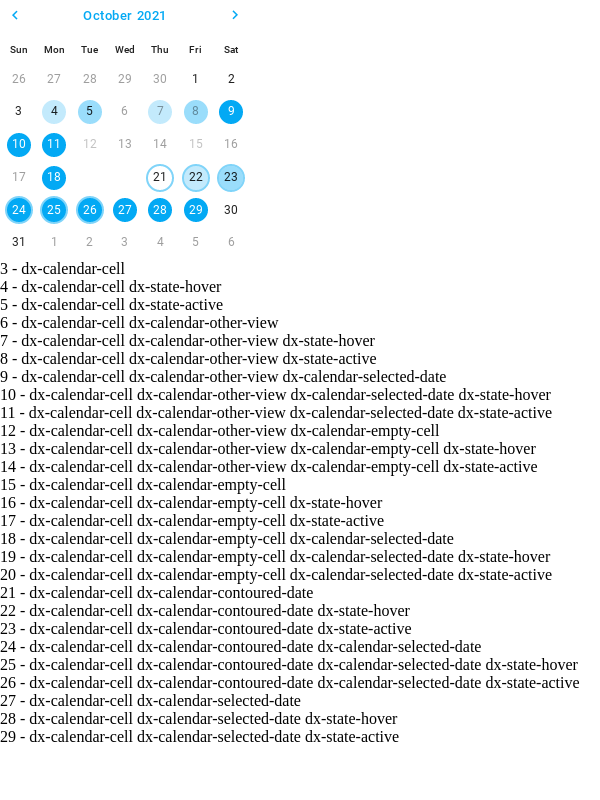 October 2021
Sun Mon Tue Wed Thu Fri Sat
26 27 28 29 30 1 2
3 4 5 6 7 8 9
10 11 12 13 14 15 16
17 18 21 22 23
24 25 26 27 28 29 30
31 1 2 3 4 5 6
3 - dx-calendar-cell
4 - dx-calendar-cell dx-state-hover
5 - dx-calendar-cell dx-state-active
6 - dx-calendar-cell dx-calendar-other-view
7 - dx-calendar-cell dx-calendar-other-view dx-state-hover
8 - dx-calendar-cell dx-calendar-other-view dx-state-active
9 - dx-calendar-cell dx-calendar-other-view dx-calendar-selected-date
10 - dx-calendar-cell dx-calendar-other-view dx-calendar-selected-date dx-state-hover
11 - dx-calendar-cell dx-calendar-other-view dx-calendar-selected-date dx-state-active
12 - dx-calendar-cell dx-calendar-other-view dx-calendar-empty-cell
13 - dx-calendar-cell dx-calendar-other-view dx-calendar-empty-cell dx-state-hover
14 - dx-calendar-cell dx-calendar-other-view dx-calendar-empty-cell dx-state-active
15 - dx-calendar-cell dx-calendar-empty-cell
16 - dx-calendar-cell dx-calendar-empty-cell dx-state-hover
17 - dx-calendar-cell dx-calendar-empty-cell dx-state-active
18 - dx-calendar-cell dx-calendar-empty-cell dx-calendar-selected-date
19 - dx-calendar-cell dx-calendar-empty-cell dx-calendar-selected-date dx-state-hover
20 - dx-calendar-cell dx-calendar-empty-cell dx-calendar-selected-date dx-state-active
21 - dx-calendar-cell dx-calendar-contoured-date
22 - dx-calendar-cell dx-calendar-contoured-date dx-state-hover
23 - dx-calendar-cell dx-calendar-contoured-date dx-state-active
24 - dx-calendar-cell dx-calendar-contoured-date dx-calendar-selected-date
25 - dx-calendar-cell dx-calendar-contoured-date dx-calendar-selected-date dx-state-hover
26 - dx-calendar-cell dx-calendar-contoured-date dx-calendar-selected-date dx-state-active
27 - dx-calendar-cell dx-calendar-selected-date
28 - dx-calendar-cell dx-calendar-selected-date dx-state-hover
29 - dx-calendar-cell dx-calendar-selected-date dx-state-active